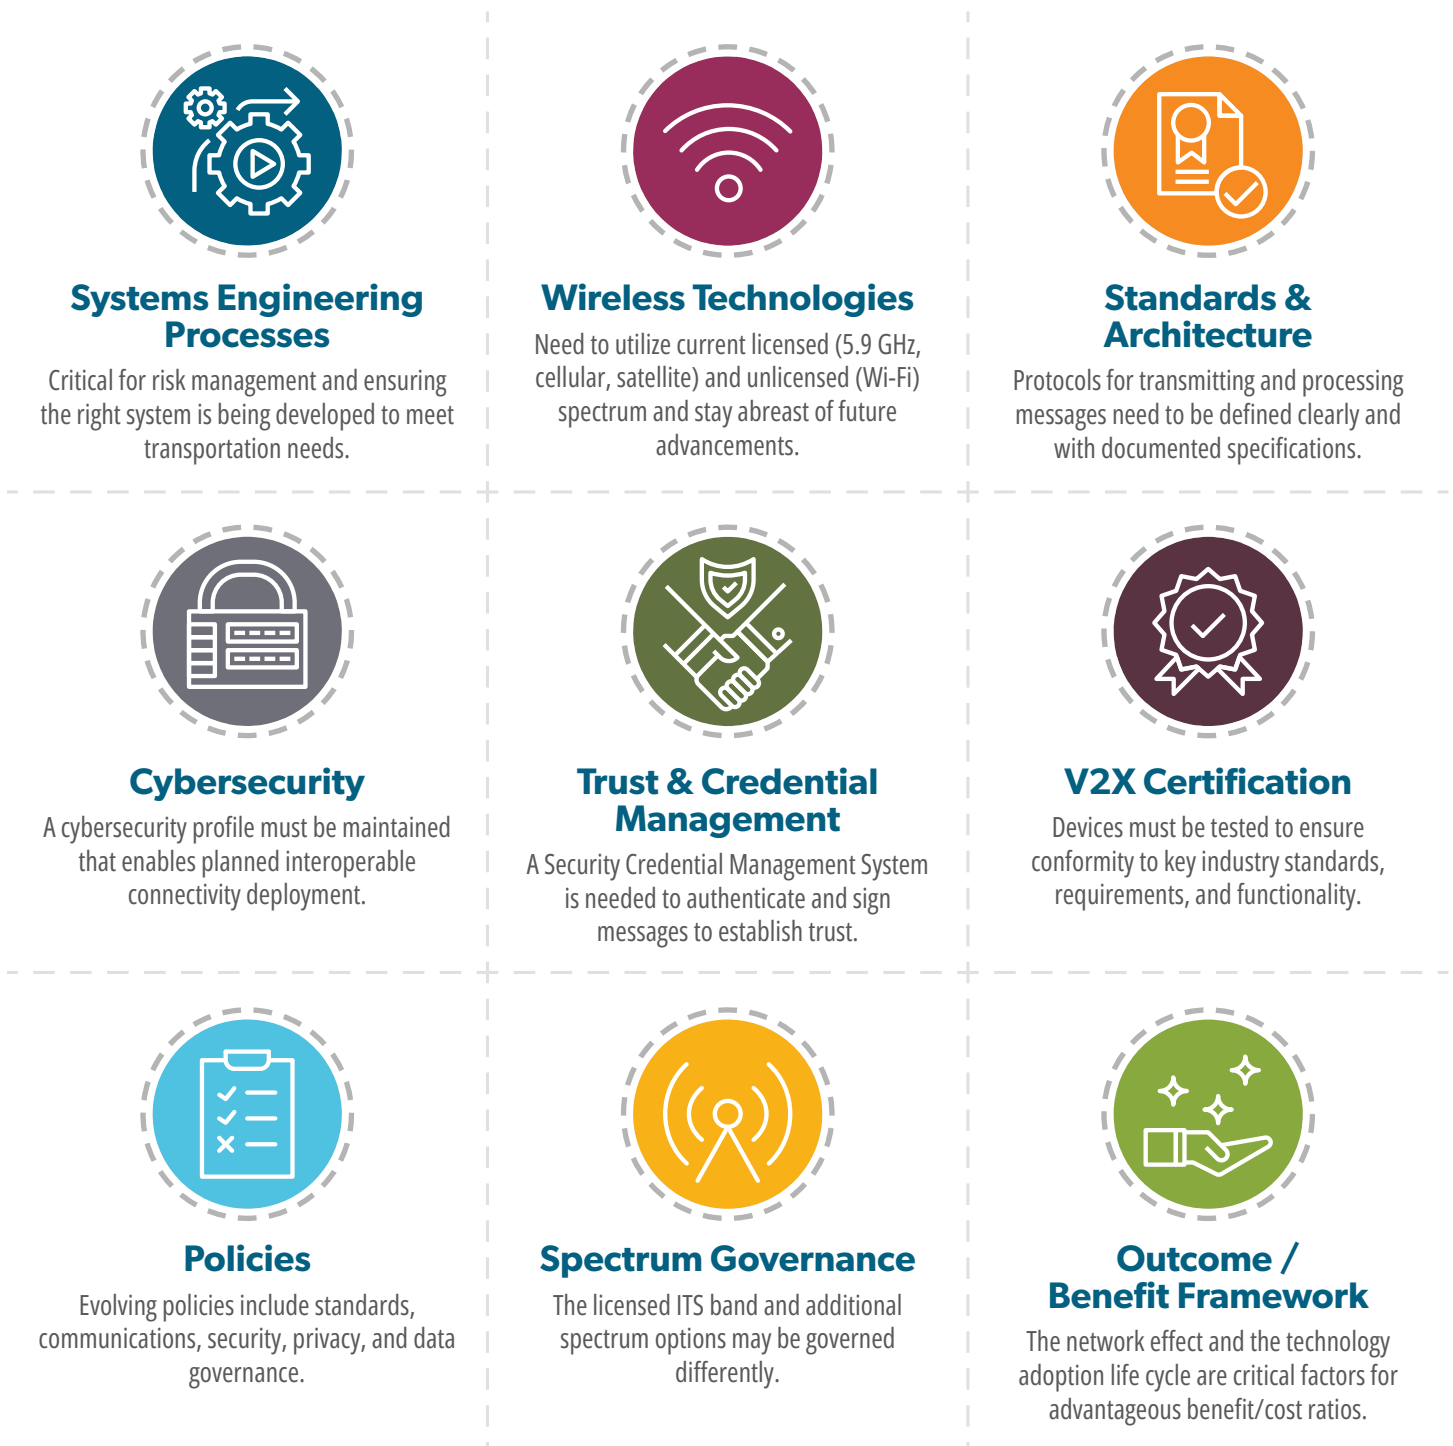 Systems Engineering
Processes
Critical for risk management and ensuring
the right system is being developed to meet
transportation needs.
Wireless Technologies
Need to utilize current licensed (5.9 GHz,
cellular, satellite) and unlicensed (Wi-Fi)
spectrum and stay abreast of future
advancements.
Standards &
Architecture
Protocols for transmitting and processing
messages need to be defined clearly and
with documented specifications.
Cybersecurity
A cybersecurity profile must be maintained
that enables planned interoperable
connectivity deployment.
Trust & Credential
Management
A Security Credential Management System
is needed to authenticate and sign
messages to establish trust.
V2X Certification
Devices must be tested to ensure
conformity to key industry standards,
requirements, and functionality.
Policies
Evolving policies include standards,
communications, security, privacy, and data
governance.
Spectrum Governance
The licensed ITS band and additional
spectrum options may be governed
differently.
Outcome /
Benefit Framework
The network effect and the technology
adoption life cycle are critical factors for
advantageous benefit/cost ratios.